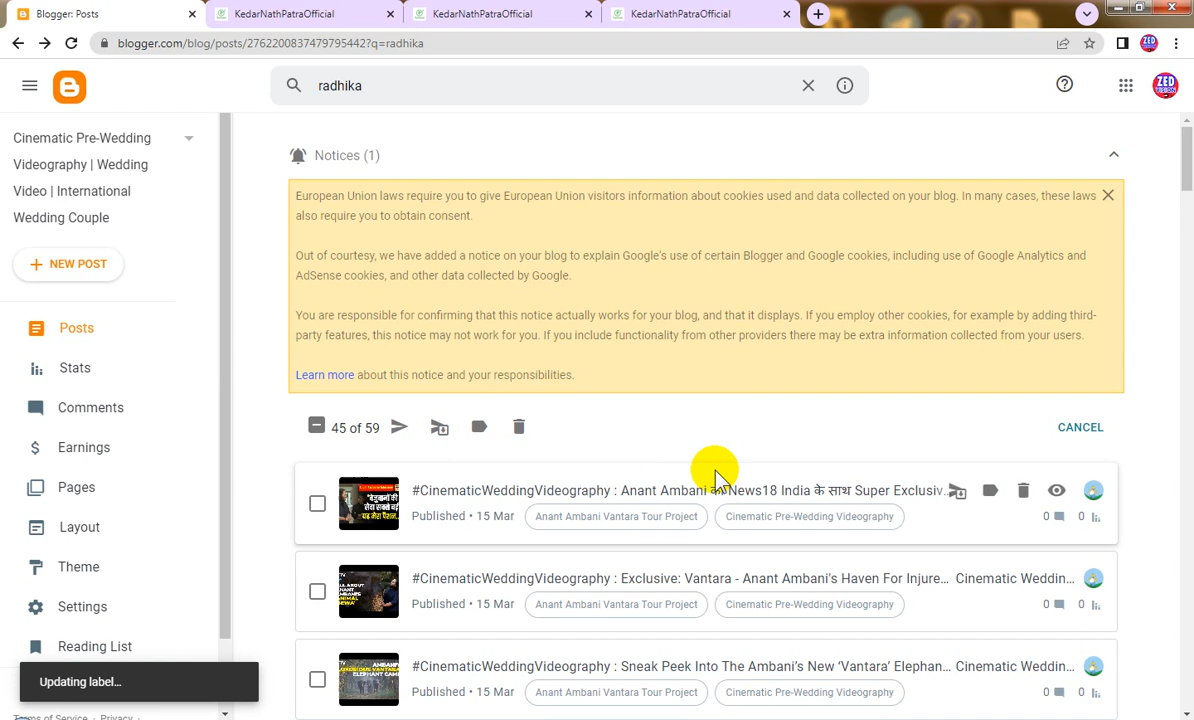 Blogger: Posts
KedarNathPatraOfficial
KedarNathPatraOfficial
KedarNathPatraOfficial
blogger.com/blog/posts/2762200837479795442?q=radhika
radhika
ZED
VISION
Cinematic Pre-Wedding
Videography | Wedding
Video | International
Wedding Couple
NEW POST
Posts
Stats
Comments
Earnings
Pages
Layout
Theme
Settings
Reading List
Updating label...
Terms of Service · Privacy ·
Notices (1)
European Union laws require you to give European Union visitors information about cookies used and data collected on your blog. In many cases, these laws
also require you to obtain consent.
Out of courtesy, we have added a notice on your blog to explain Google's use of certain Blogger and Google cookies, including use of Google Analytics and
AdSense cookies, and other data collected by Google.
You are responsible for confirming that this notice actually works for your blog, and that it displays. If you employ other cookies, for example by adding third-
party features, this notice may not work for you. If you include functionality from other providers there may be extra information collected from your users.
Learn more about this notice and your responsibilities.
45 of 59
CANCEL
#CinematicWeddingVideography : Anant Ambani का News18 India के साथ Super Exclusiv...
Published • 15 Mar Anant Ambani Vantara Tour Project Cinematic Pre-Wedding Videography 0 0
#CinematicWeddingVideography : Exclusive: Vantara - Anant Ambani's Haven For Injure... Cinematic Weddin...
Published • 15 Mar Anant Ambani Vantara Tour Project Cinematic Pre-Wedding Videography 0 0
#CinematicWeddingVideography : Sneak Peek Into The Ambani's New ‘Vantara’ Elephan... Cinematic Weddin...
Published • 15 Mar Anant Ambani Vantara Tour Project Cinematic Pre-Wedding Videography 0 0